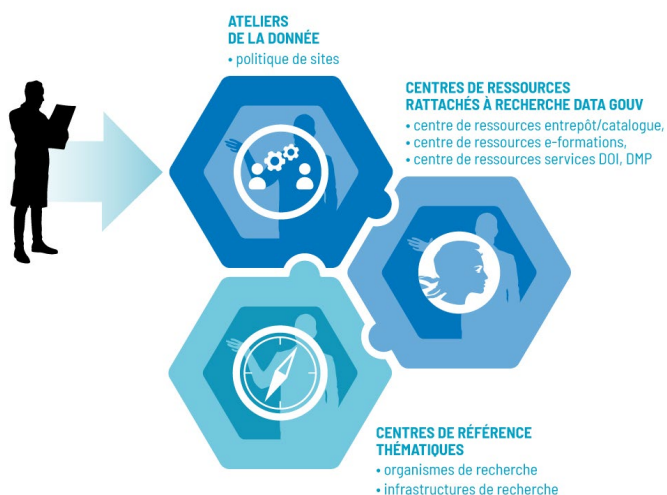 ATELIERS
DE LA DONNÉE
• politique de sites
CENTRES DE RESSOURCES
RATTACHÉS À RECHERCHE DATA GOUV
• centre de ressources entrepôt/catalogue,
• centre de ressources e-formations,
• centre de ressources services DOI, DMP
CENTRES DE RÉFÉRENCE
THÉMATIQUES
• organismes de recherche
• infrastructures de recherche